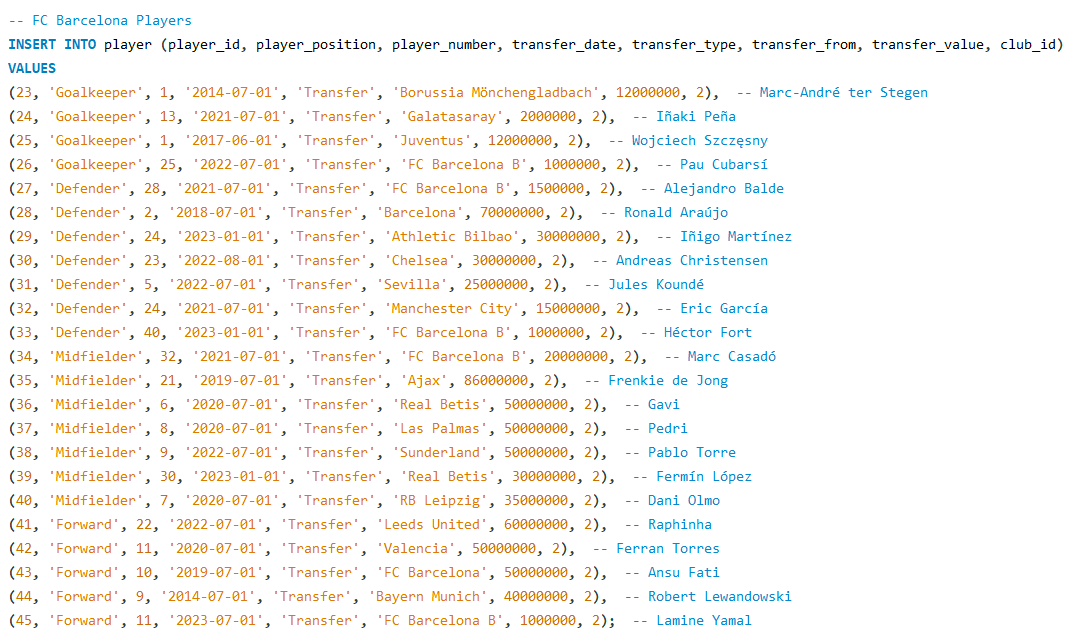 -- FC Barcelona Players
INSERT INTO player (player_id, player_position, player_number, transfer_date, transfer_type, transfer_from, transfer_value, club_id)
VALUES
(23, 'Goalkeeper', 1, '2014-07-01', 'Transfer', 'Borussia Mönchengladbach', 12000000, 2),  -- Marc-André ter Stegen
(24, 'Goalkeeper', 13, '2021-07-01', 'Transfer', 'Galatasaray', 2000000, 2),  -- Iñaki Peña
(25, 'Goalkeeper', 1, '2017-06-01', 'Transfer', 'Juventus', 12000000, 2),  -- Wojciech Szczęsny
(26, 'Goalkeeper', 25, '2022-07-01', 'Transfer', 'FC Barcelona B', 1000000, 2),  -- Pau Cubarsí
(27, 'Defender', 28, '2021-07-01', 'Transfer', 'FC Barcelona B', 1500000, 2),  -- Alejandro Balde
(28, 'Defender', 2, '2018-07-01', 'Transfer', 'Barcelona', 70000000, 2),  -- Ronald Araújo
(29, 'Defender', 24, '2023-01-01', 'Transfer', 'Athletic Bilbao', 30000000, 2),  -- Iñigo Martínez
(30, 'Defender', 23, '2022-08-01', 'Transfer', 'Chelsea', 30000000, 2),  -- Andreas Christensen
(31, 'Defender', 5, '2022-07-01', 'Transfer', 'Sevilla', 25000000, 2),  -- Jules Koundé
(32, 'Defender', 24, '2021-07-01', 'Transfer', 'Manchester City', 15000000, 2),  -- Eric García
(33, 'Defender', 40, '2023-01-01', 'Transfer', 'FC Barcelona B', 1000000, 2),  -- Héctor Fort
(34, 'Midfielder', 32, '2021-07-01', 'Transfer', 'FC Barcelona B', 20000000, 2),  -- Marc Casadó
(35, 'Midfielder', 21, '2019-07-01', 'Transfer', 'Ajax', 86000000, 2),  -- Frenkie de Jong
(36, 'Midfielder', 6, '2020-07-01', 'Transfer', 'Real Betis', 50000000, 2),  -- Gavi
(37, 'Midfielder', 8, '2020-07-01', 'Transfer', 'Las Palmas', 50000000, 2),  -- Pedri
(38, 'Midfielder', 9, '2022-07-01', 'Transfer', 'Sunderland', 50000000, 2),  -- Pablo Torre
(39, 'Midfielder', 30, '2023-01-01', 'Transfer', 'Real Betis', 30000000, 2),  -- Fermín López
(40, 'Midfielder', 7, '2020-07-01', 'Transfer', 'RB Leipzig', 35000000, 2),  -- Dani Olmo
(41, 'Forward', 22, '2022-07-01', 'Transfer', 'Leeds United', 60000000, 2),  -- Raphinha
(42, 'Forward', 11, '2020-07-01', 'Transfer', 'Valencia', 50000000, 2),  -- Ferran Torres
(43, 'Forward', 10, '2019-07-01', 'Transfer', 'FC Barcelona', 50000000, 2),  -- Ansu Fati
(44, 'Forward', 9, '2014-07-01', 'Transfer', 'Bayern Munich', 40000000, 2),  -- Robert Lewandowski
(45, 'Forward', 11, '2023-07-01', 'Transfer', 'FC Barcelona B', 1000000, 2);  -- Lamine Yamal